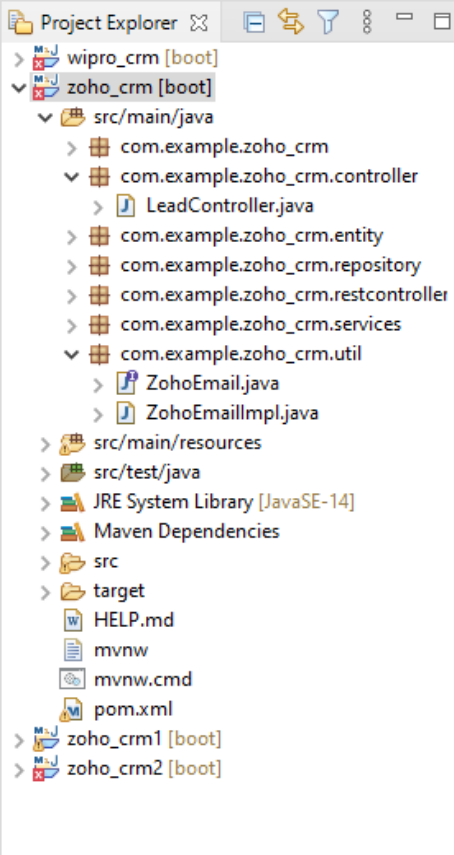 Project Explorer
wipro_crm [boot]
zoho_crm [boot]
src/main/java
com.example.zoho_crm
com.example.zoho_crm.controller
LeadController.java
com.example.zoho_crm.entity
com.example.zoho_crm.repository
com.example.zoho_crm.restcontroller
com.example.zoho_crm.services
com.example.zoho_crm.util
ZohoEmail.java
ZohoEmailImpl.java
src/main/resources
src/test/java
JRE System Library [JavaSE-14]
Maven Dependencies
src
target
HELP.md
mvnw
mvnw.cmd
pom.xml
zoho_crm1 [boot]
zoho_crm2 [boot]